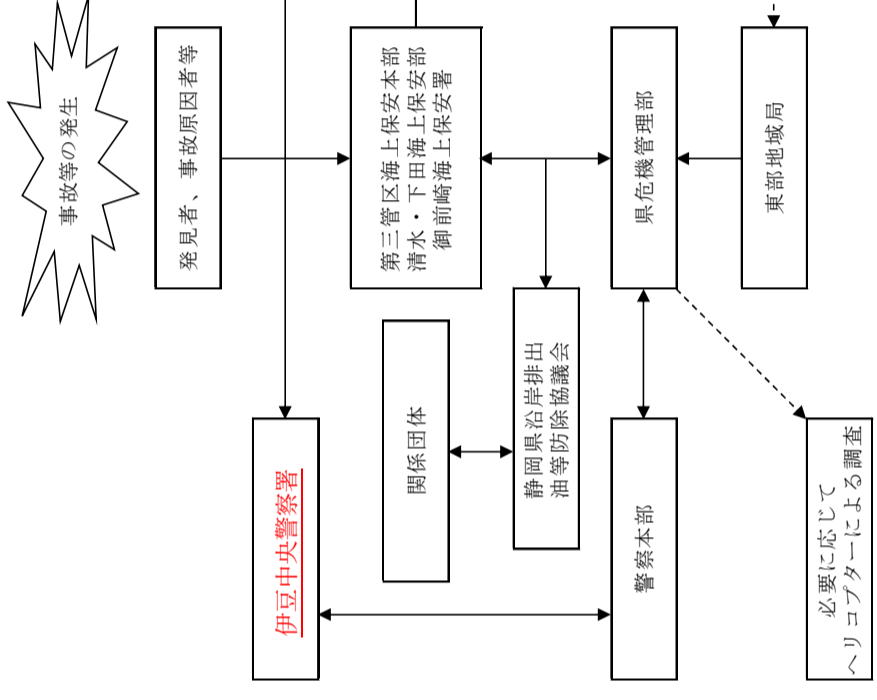 事故等の発生
発見者、事故原因者等
第三管区海上保安本部
清水・下田海上保安部
御前崎海上保安署
県危機管理部
東部地域局
静岡県沿岸排出
油等防除協議会
関係団体
伊豆中央警察署
警察本部
必要に応じて
ヘリコプターによる調査